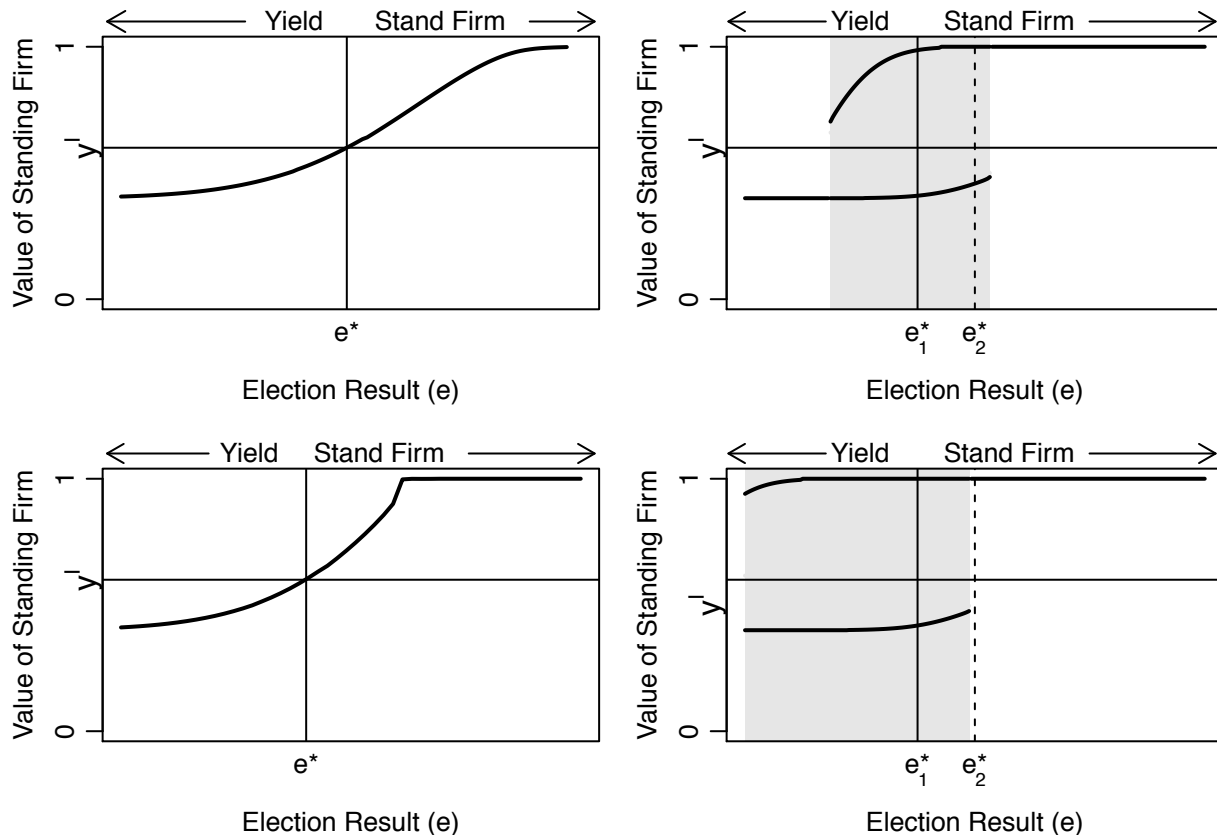 Yield Stand Firm
Value of Standing Firm
0
y
1
e*
Election Result (e)
Yield Stand Firm
Value of Standing Firm
0
y
1
e*1 e*2
Election Result (e)
Yield Stand Firm
Value of Standing Firm
0
y
1
e*
Election Result (e)
Yield Stand Firm
Value of Standing Firm
0
y
1
e*1 e*2
Election Result (e)